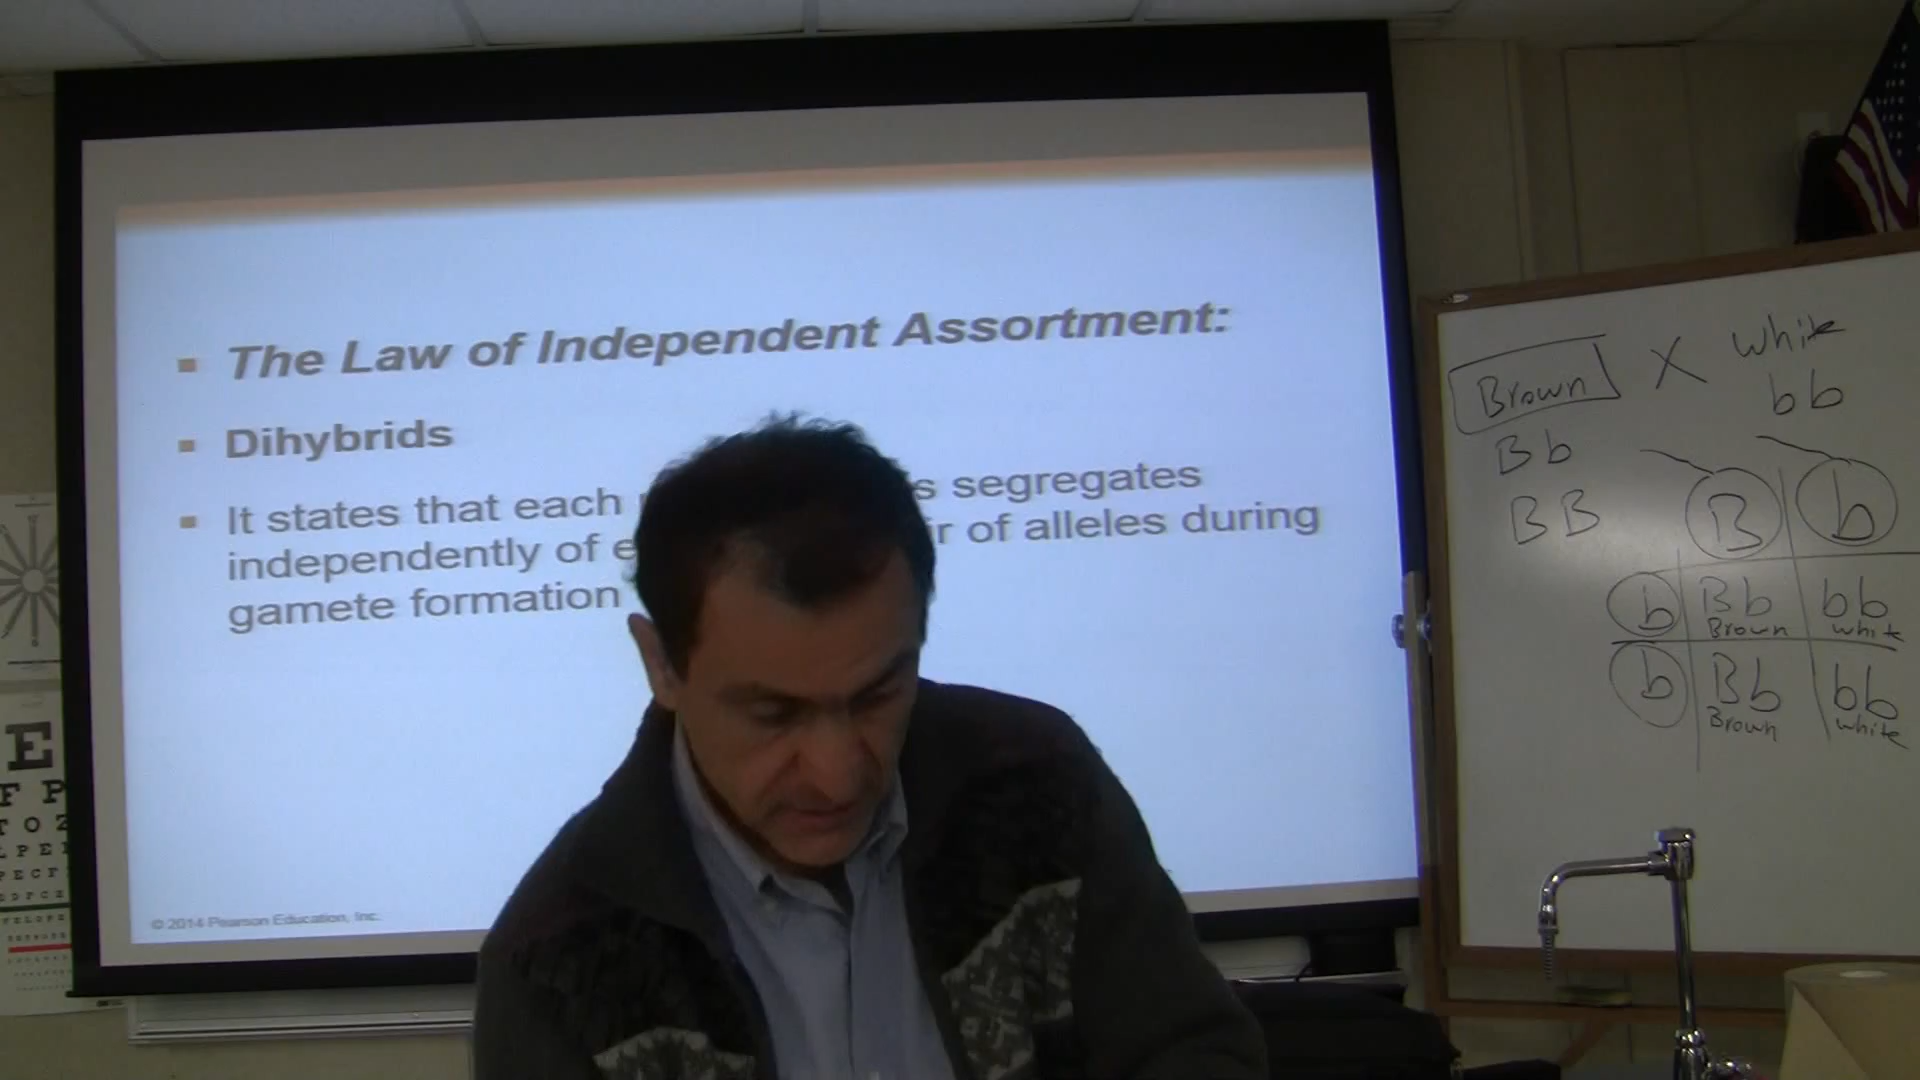 The Law of Independent Assortment:
Dihybrids
It states that each segregates
independently of of alleles during
gamete formation
© 2014 Pearson Education, Inc.
Brown X white
bb
Bb
BB
B b
b Bb bb
Brown white
b Bb bb
Brown white
E
F P
T O Z
L P E
P E C F
E D F C Z